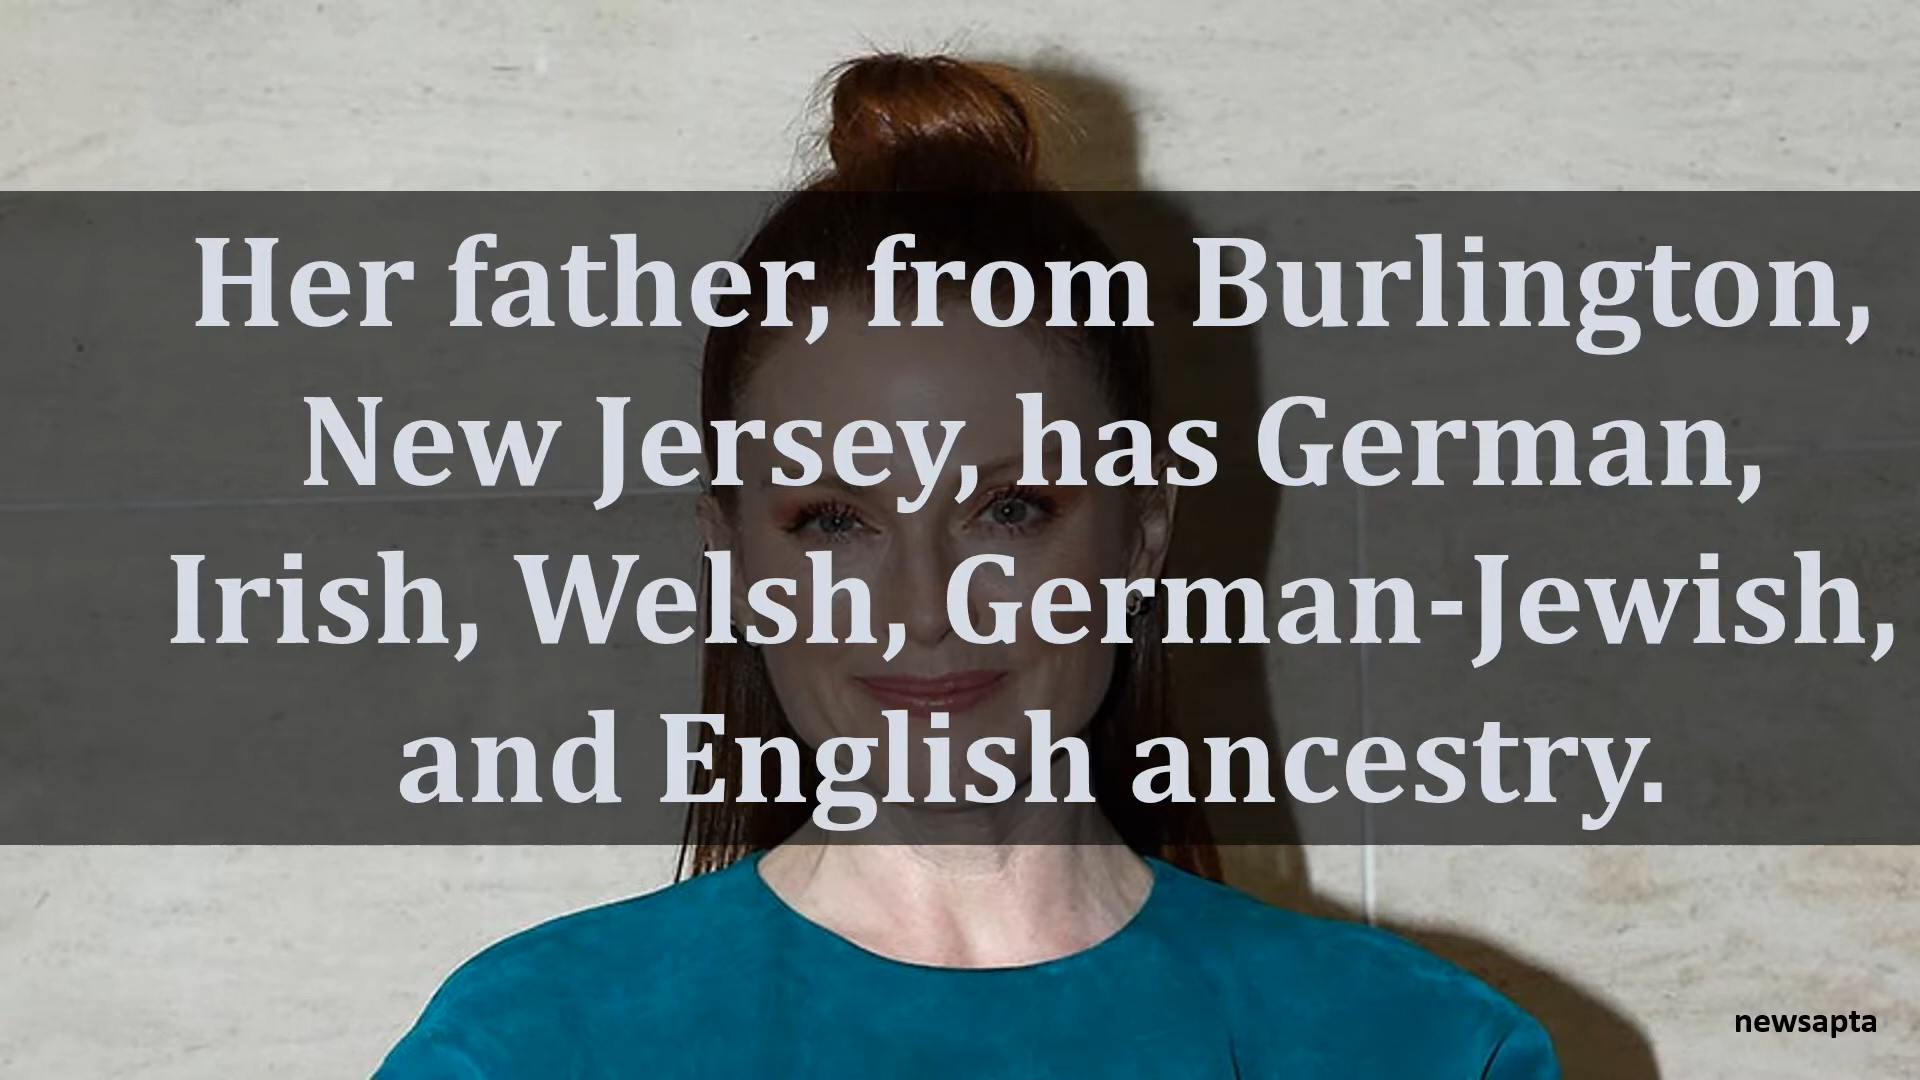 Her father, from Burlington,
New Jersey, has German,
Irish, Welsh, German-Jewish,
and English ancestry.
newsapta